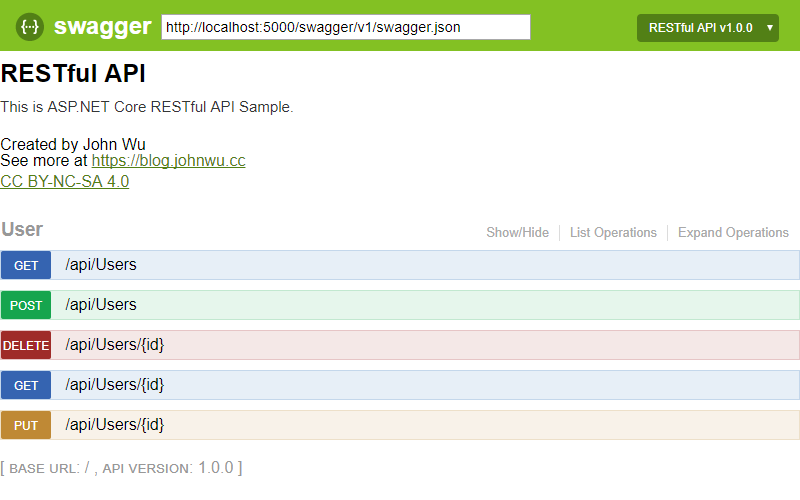 {···} swagger http://localhost:5000/swagger/v1/swagger.json RESTful API v1.0.0 ▾
RESTful API
This is ASP.NET Core RESTful API Sample.
Created by John Wu
See more at https://blog.johnwu.cc
CC BY-NC-SA 4.0
User Show/Hide List Operations Expand Operations
GET /api/Users
POST /api/Users
DELETE /api/Users/{id}
GET /api/Users/{id}
PUT /api/Users/{id}
[ BASE URL: / , API VERSION: 1.0.0 ]